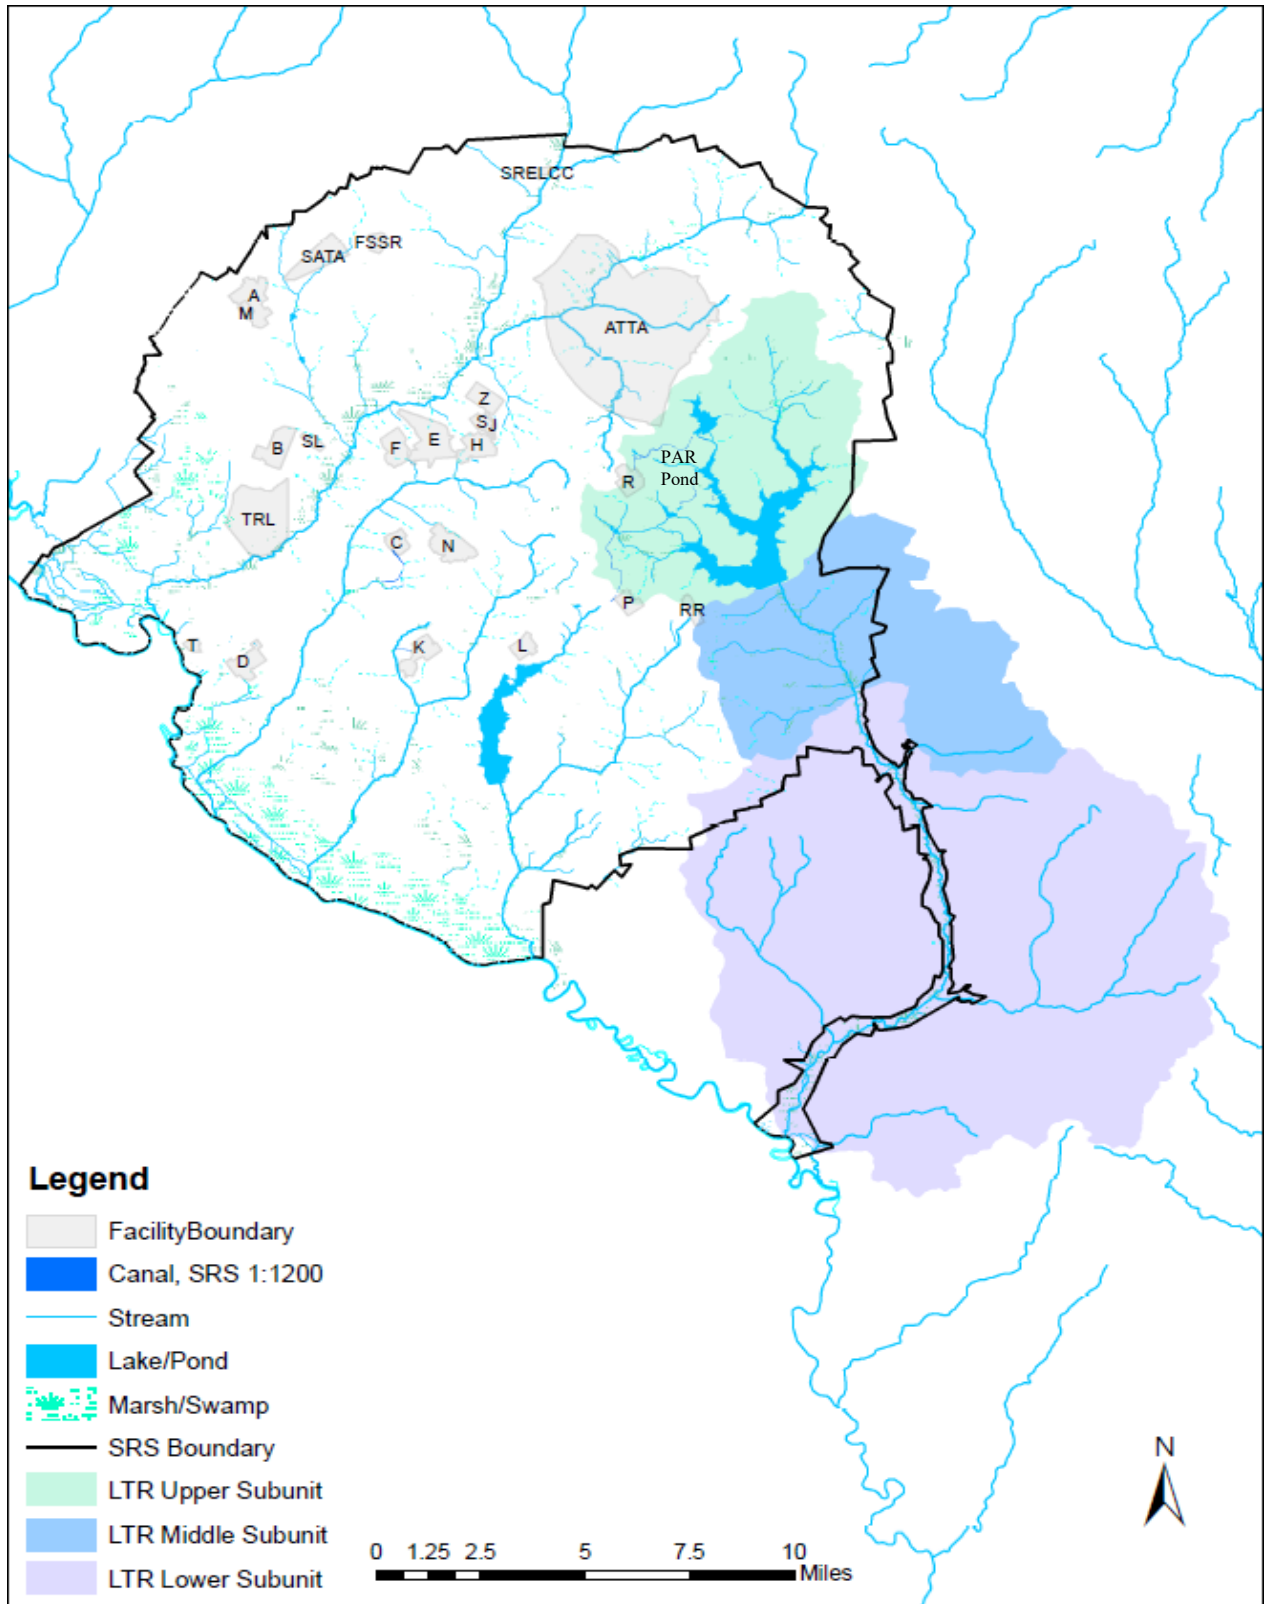 SRELCC
FSSR
SATA
A
M
ATTA
Z
S
J
E
F
H
B
SL
PAR
Pond
R
TRL
C
N
P
RR
T
D
K
L
Legend
FacilityBoundary
Canal, SRS 1:1200
Stream
Lake/Pond
Marsh/Swamp
SRS Boundary
LTR Upper Subunit
LTR Middle Subunit
LTR Lower Subunit
N
0 1.25 2.5 5 7.5 10
Miles